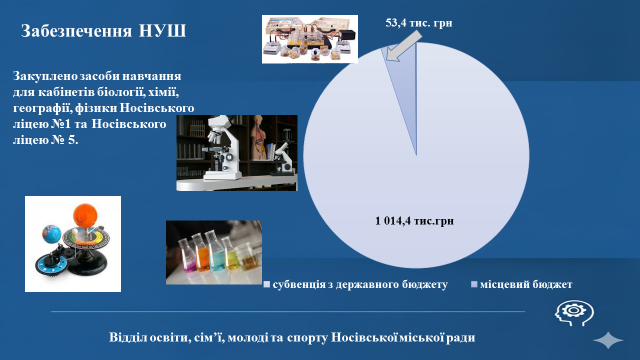 Забезпечення НУШ
53,4 тис. грн
Закуплено засоби навчання
для кабінетів біології, хімії,
географії, фізики Носівського
ліцею №1 та Носівського
ліцею № 5.
1 014,4 тис.грн
субвенція з державного бюджету
місцевий бюджет
Відділ освіти, сім’ї, молоді та спорту Носівської міської ради